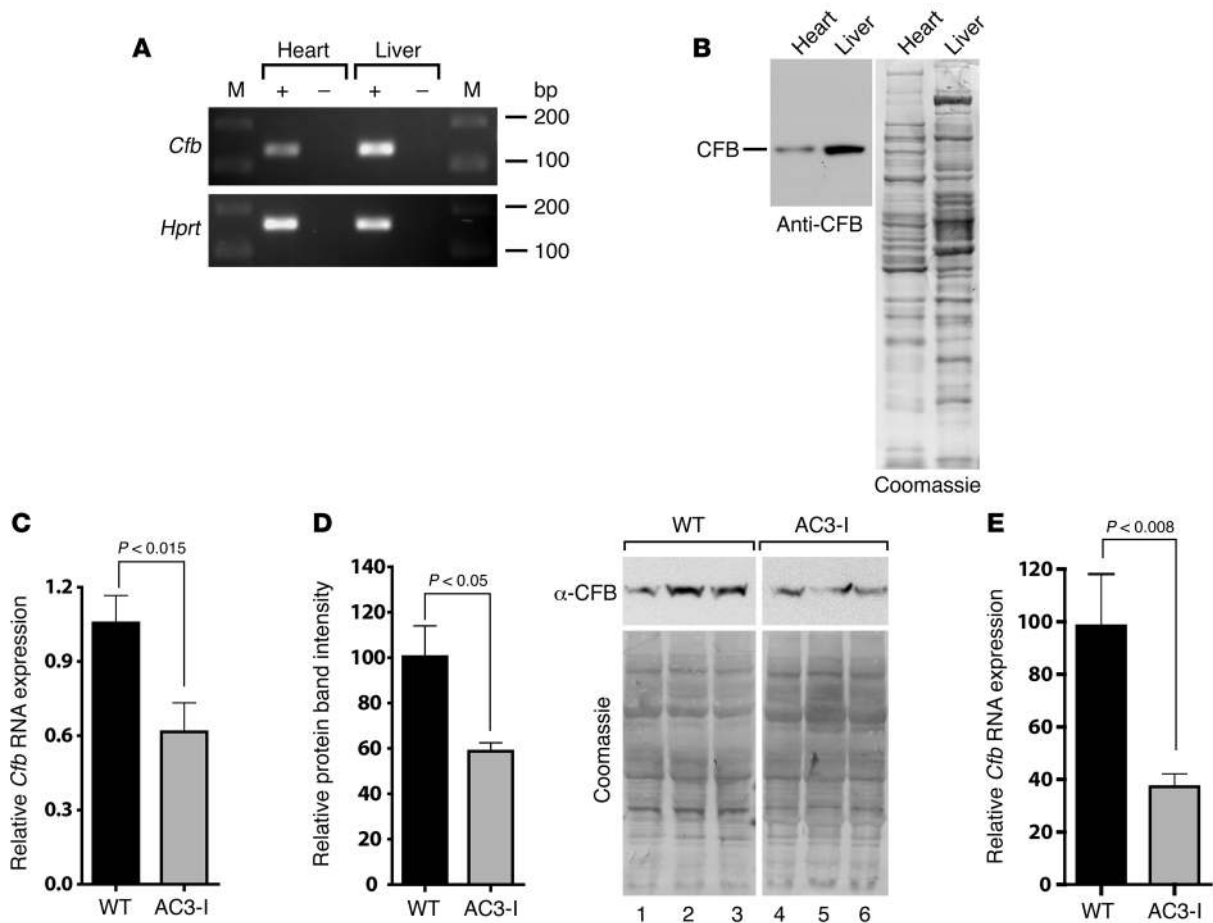 A
Heart Liver
M + – + – M bp
Cfb
200
100
Hprt
200
100
B
Heart Liver Heart Liver
CFB
Anti-CFB
Coomassie
C
P < 0.015
Relative Cfb RNA expression
1.2
0.9
0.6
0.3
0.0
WT AC3-I
D
P < 0.05
Relative protein band intensity
140
120
100
80
60
40
20
0
WT AC3-I
WT AC3-I
α-CFB
Coomassie
1 2 3 4 5 6
E
P < 0.008
Relative Cfb RNA expression
120
100
80
60
40
20
0
WT AC3-I